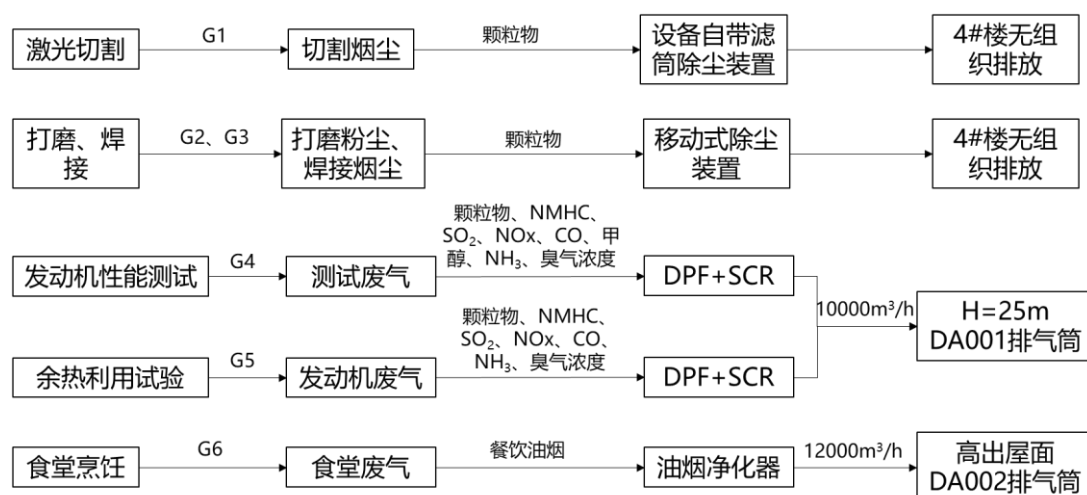 激光切割
G1
切割烟尘
颗粒物
设备自带滤
筒除尘装置
4#楼无组
织排放
打磨、焊
接
G2、G3
打磨粉尘、
焊接烟尘
颗粒物
移动式除尘
装置
4#楼无组
织排放
发动机性能测试
G4
测试废气
颗粒物、NMHC、
SO₂、NOx、CO、甲
醇、NH₃、臭气浓度
DPF+SCR
余热利用试验
G5
发动机废气
颗粒物、NMHC、
SO₂、NOx、CO、
NH₃、臭气浓度
DPF+SCR
10000m³/h
H=25m
DA001排气筒
食堂烹饪
G6
食堂废气
餐饮油烟
油烟净化器
12000m³/h
高出屋面
DA002排气筒